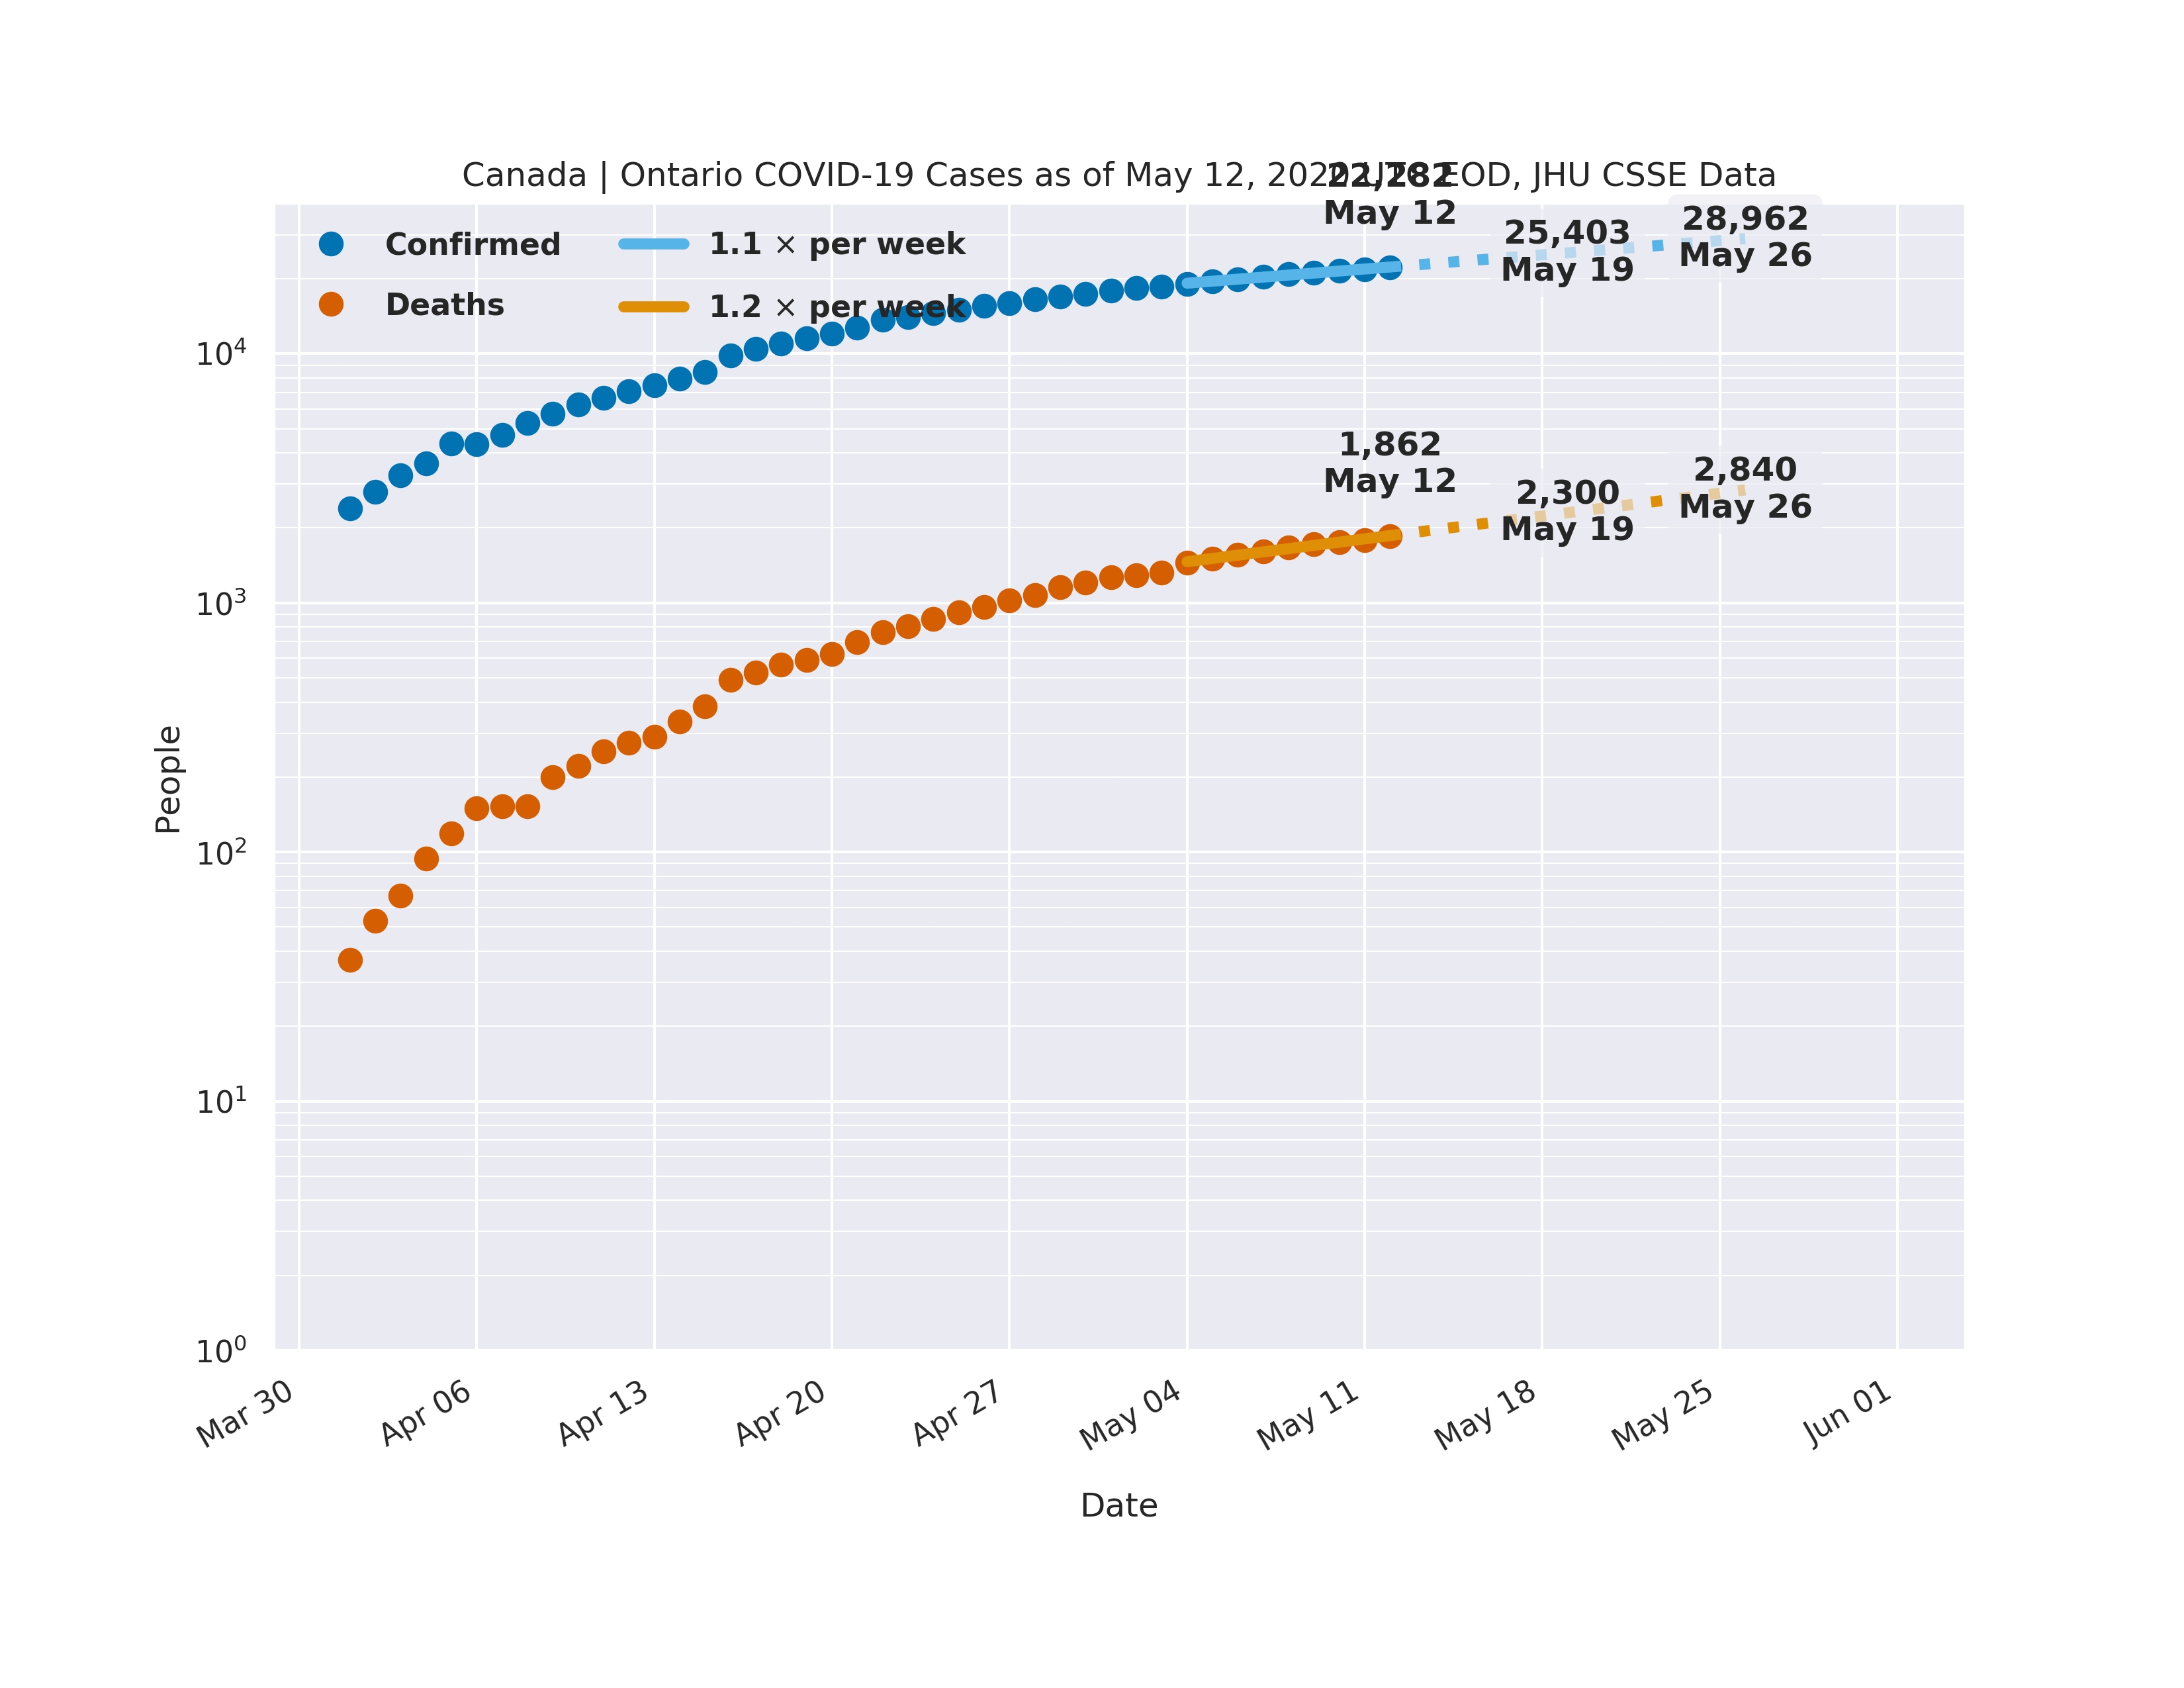 Canada | Ontario COVID-19 Cases as of May 12, 2020 UTC EOD, JHU CSSE Data
22,282
May 12
25,403
May 19
28,962
May 26
Confirmed
Deaths
1.1 × per week
1.2 × per week
1,862
May 12
2,300
May 19
2,840
May 26
People
10⁴
10³
10²
10¹
10⁰
Mar 30
Apr 06
Apr 13
Apr 20
Apr 27
May 04
May 11
May 18
May 25
Jun 01
Date